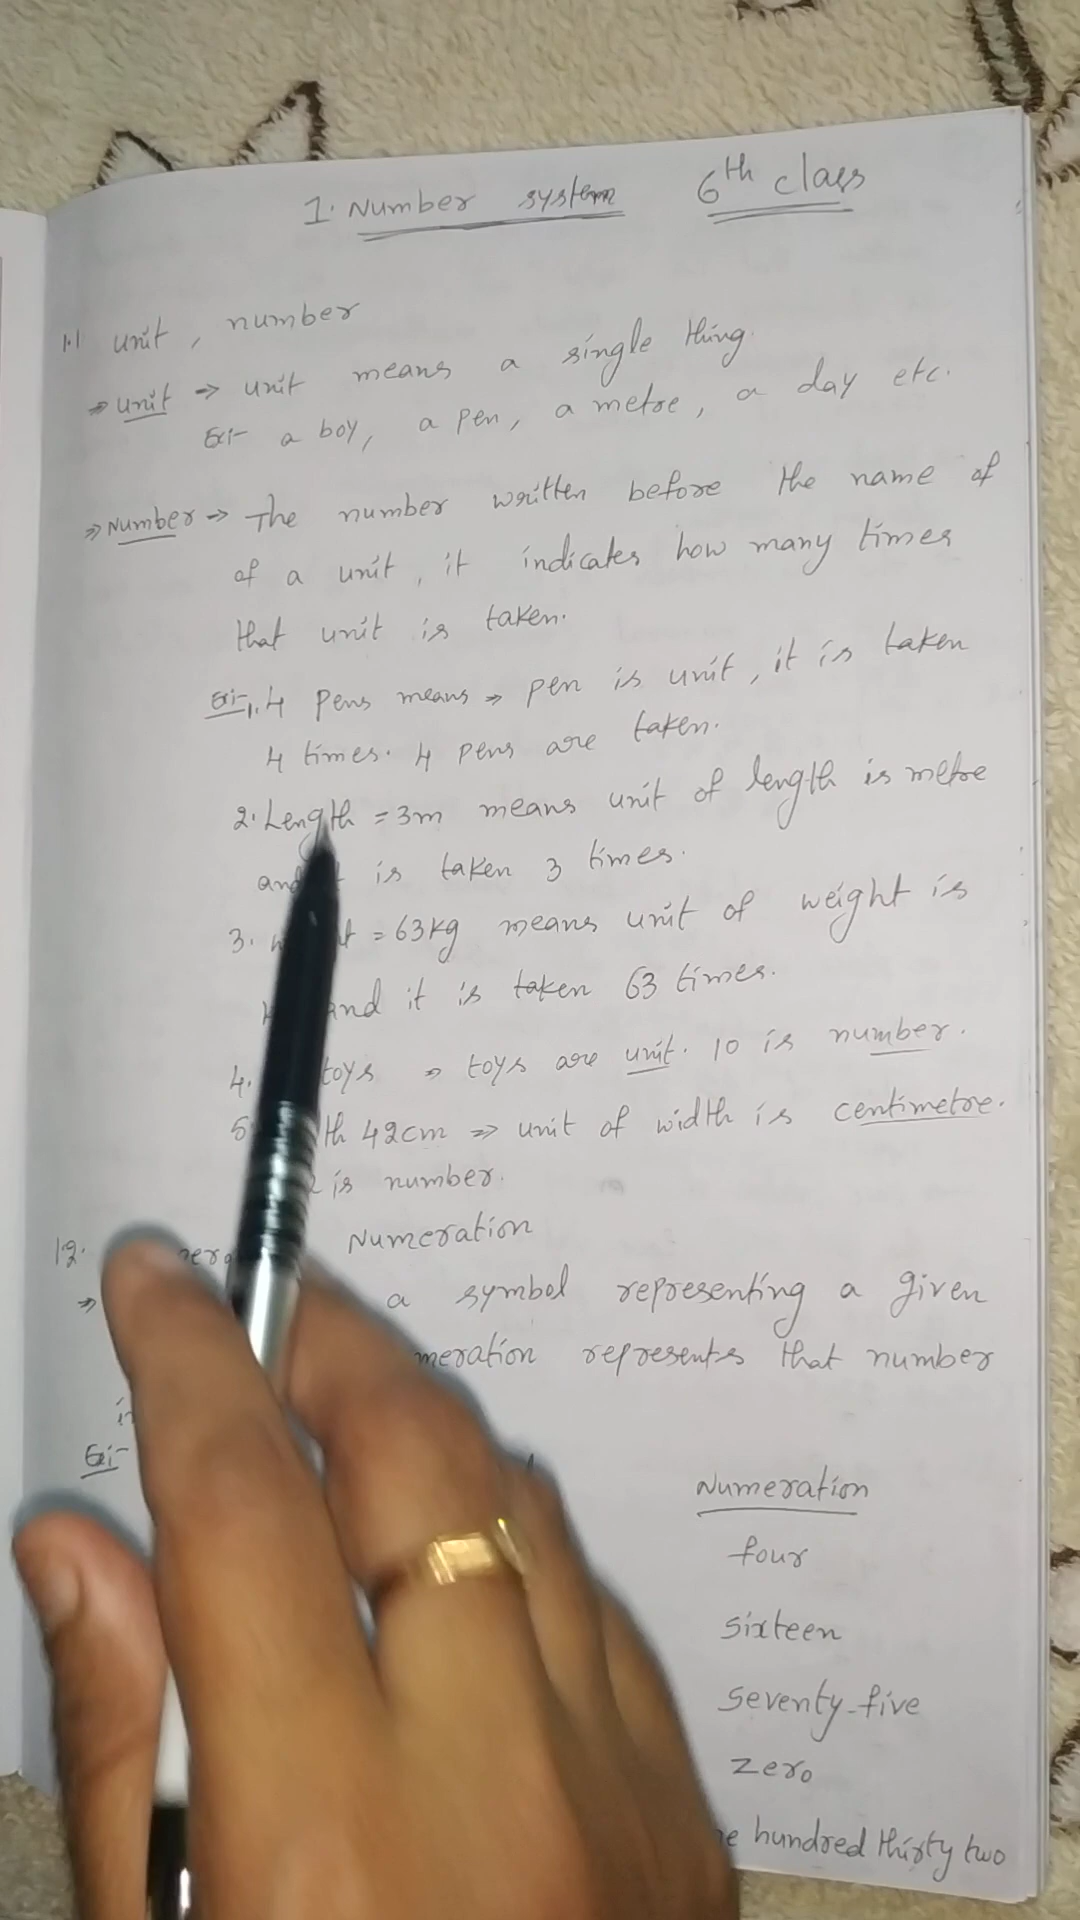 1. Number system 6th class
1.1 unit, number
⇒ unit → unit means a single thing.
Ex:- a boy, a pen, a metre, a day etc.
⇒ Number → The number written before the name of
of a unit, it indicates how many times
that unit is taken.
Ex:- 1. 4 pens means ⇒ pen is unit, it is taken
4 times. 4 pens are taken.
2. Length = 3m means unit of length is metre
and is taken 3 times.
3. = 63kg means unit of weight is
and it is taken 63 times.
4. toys ⇒ toys are unit. 10 is number.
5. 42cm ⇒ unit of width is centimetre.
is number.
1.2. Numeration
⇒ a symbol representing a given
represents that number
Ex:-
Numeration
four
sixteen
seventy-five
zero
hundred thirty two